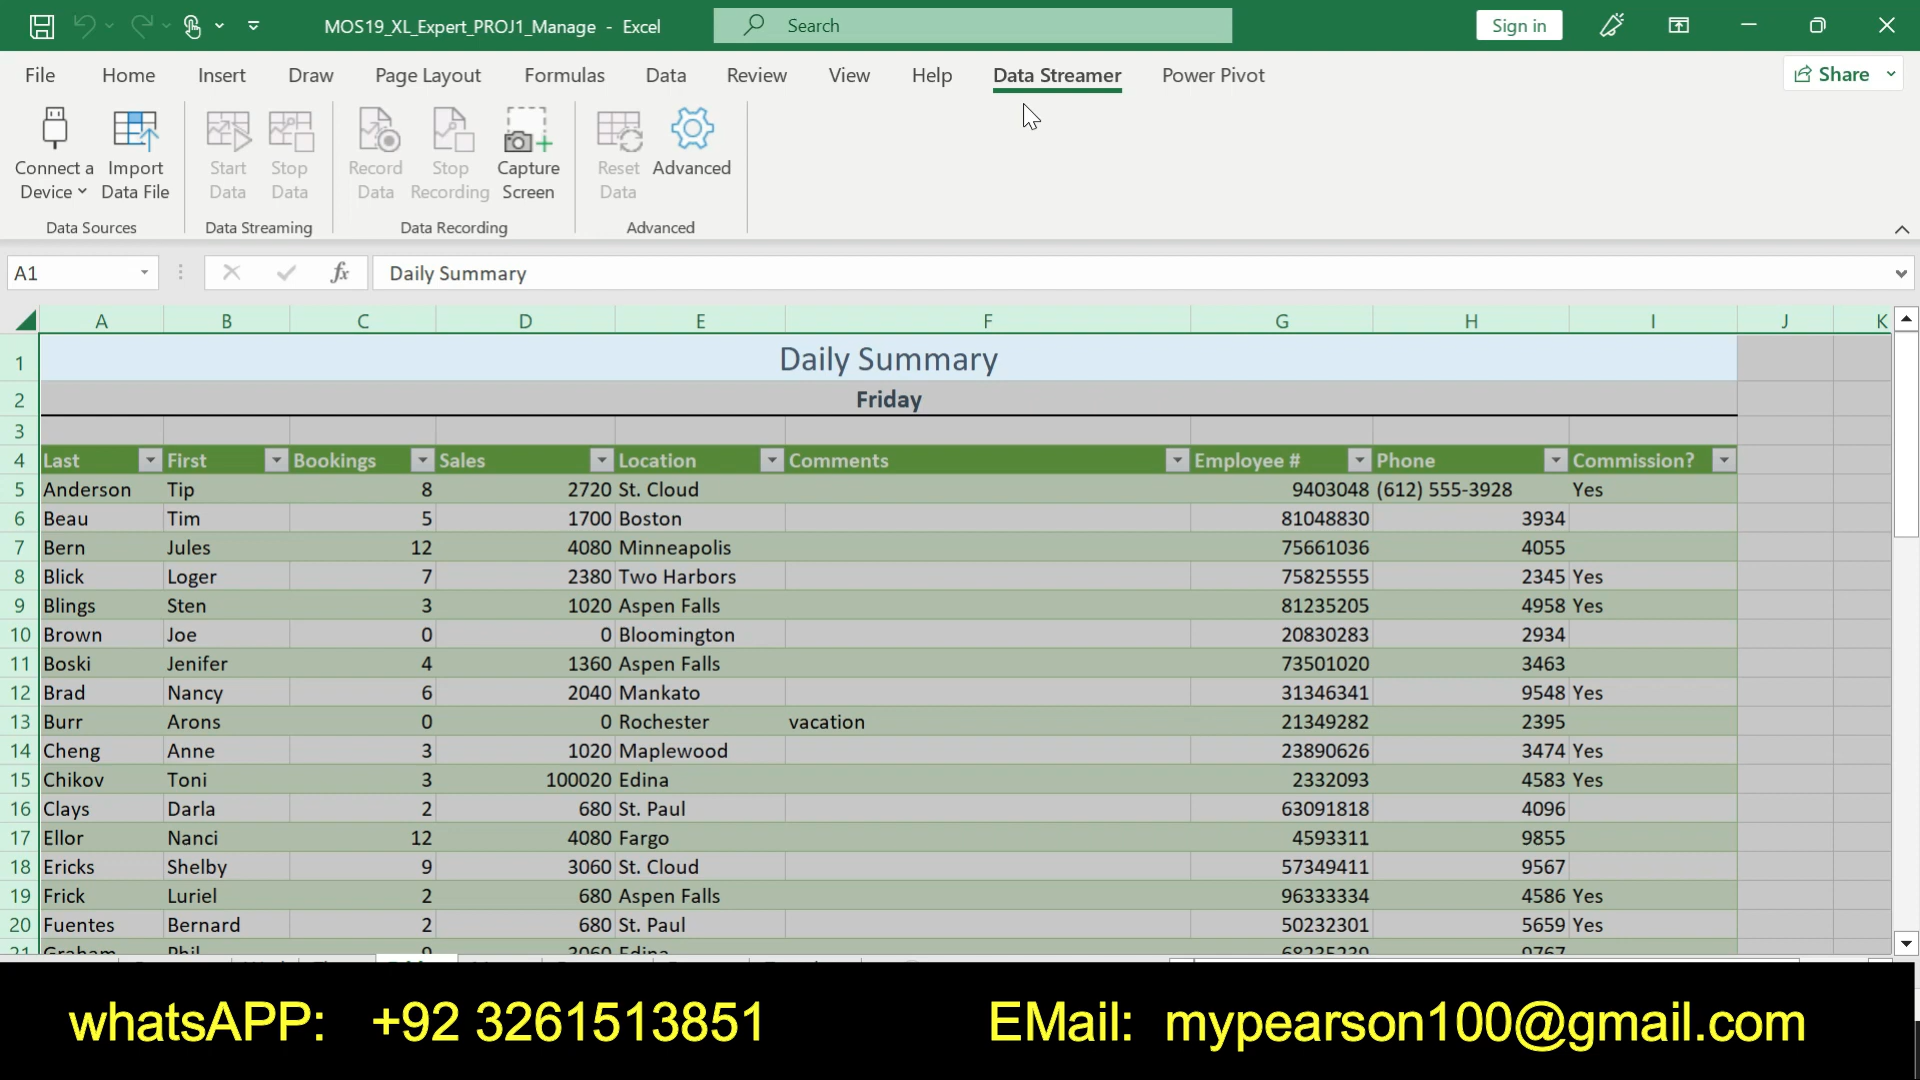 MOS19_XL_Expert_PROJ1_Manage - Excel
Search
Sign in
File Home Insert Draw Page Layout Formulas Data Review View Help Data Streamer Power Pivot Share
Connect a Device
Import Data File
Start Data
Stop Data
Record Data
Stop Recording
Capture Screen
Reset Data
Advanced
Data Sources Data Streaming Data Recording Advanced
A1 fx Daily Summary
A B C D E F G H I J K
1 Daily Summary
2 Friday
3
4 Last First Bookings Sales Location Comments Employee # Phone Commission?
5 Anderson Tip 8 2720 St. Cloud 9403048 (612) 555-3928 Yes
6 Beau Tim 5 1700 Boston 81048830 3934
7 Bern Jules 12 4080 Minneapolis 75661036 4055
8 Blick Loger 7 2380 Two Harbors 75825555 2345 Yes
9 Blings Sten 3 1020 Aspen Falls 81235205 4958 Yes
10 Brown Joe 0 0 Bloomington 20830283 2934
11 Boski Jenifer 4 1360 Aspen Falls 73501020 3463
12 Brad Nancy 6 2040 Mankato 31346341 9548 Yes
13 Burr Arons 0 0 Rochester vacation 21349282 2395
14 Cheng Anne 3 1020 Maplewood 23890626 3474 Yes
15 Chikov Toni 3 100020 Edina 2332093 4583 Yes
16 Clays Darla 2 680 St. Paul 63091818 4096
17 Ellor Nanci 12 4080 Fargo 4593311 9855
18 Ericks Shelby 9 3060 St. Cloud 57349411 9567
19 Frick Luriel 2 680 Aspen Falls 96333334 4586 Yes
20 Fuentes Bernard 2 680 St. Paul 50232301 5659 Yes
21 Graham Phil 9 3060 Edina
whatsAPP: +92 3261513851 EMail: mypearson100@gmail.com